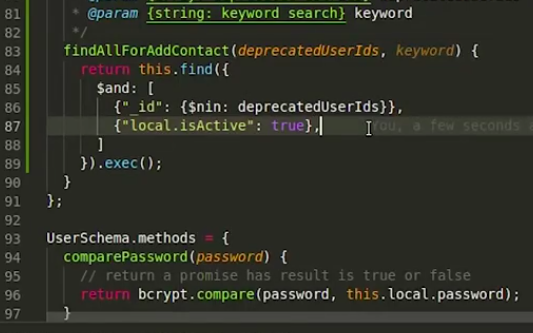 81 * @param {string: keyword search} keyword
82 */
83 findAllForAddContact(deprecatedUserIds, keyword) {
84 return this.find({
85 $and: [
86 {"_id": {$nin: deprecatedUserIds}},
87 {"local.isActive": true}, You, a few seconds
88 ]
89 }).exec();
90 }
91 };
92
93 UserSchema.methods = {
94 comparePassword(password) {
95 // return a promise has result is true or false
96 return bcrypt.compare(password, this.local.password);
97 }